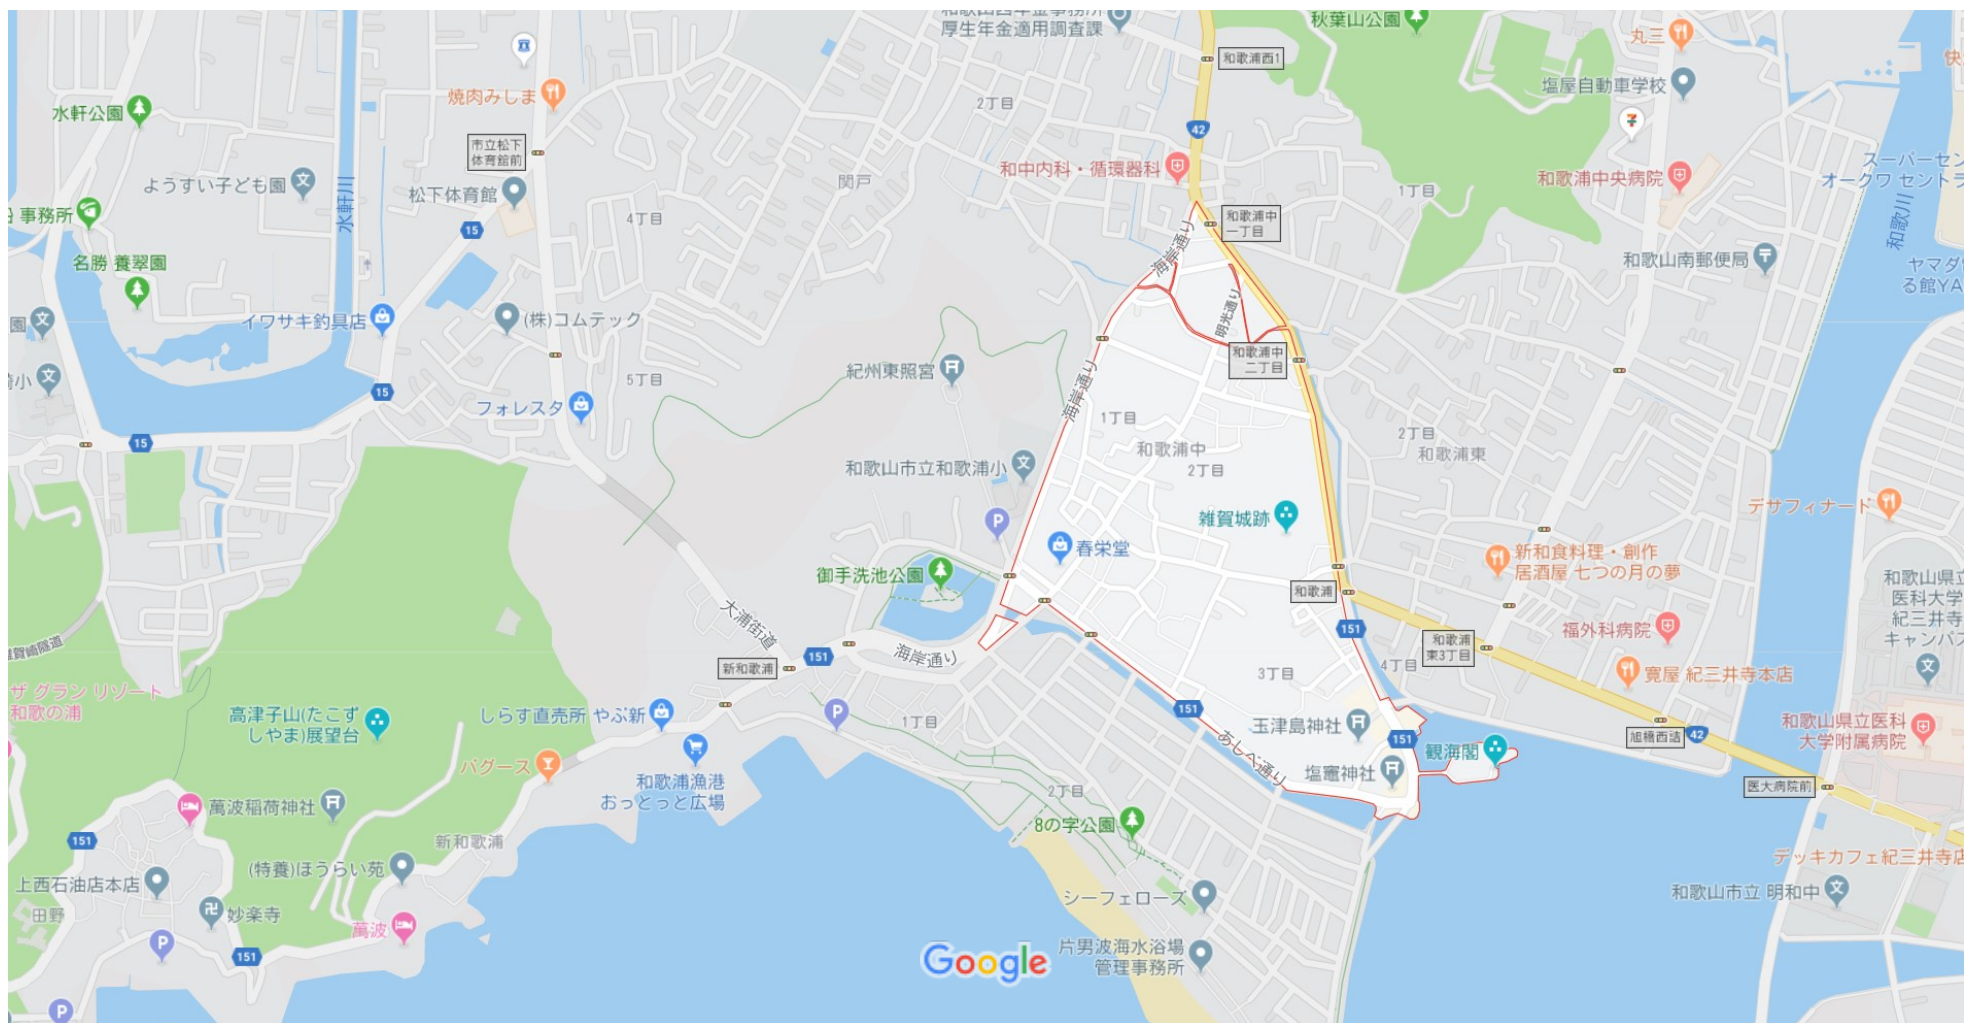 厚生年金適用調査課
秋葉山公園
丸三
和歌浦西1
塩屋自動車学校
焼肉みしま
水軒公園
2丁目
42
市立松下
体育館前
和中内科・循環器科
関戸
1丁目
和歌浦中央病院
スーパーセン
オークワ セントラ
ようすい子ども園
水軒川
松下体育館
4丁目
事務所
15
和歌浦中
一丁目
和歌川
海岸通り
和歌山南郵便局
ヤマダ
る館YA
名勝 養翠園
イワサキ釣具店
(株)コムテック
園
明光通り
和歌浦中
二丁目
小
紀州東照宮
5丁目
15
フォレスタ
海岸通り
1丁目
和歌浦中
2丁目
2丁目
和歌浦東
15
和歌山市立和歌浦小
P
雑賀城跡
デサフィナード
春栄堂
新和食料理・創作
居酒屋 七つの月の夢
御手洗池公園
和歌浦
和歌山県立
医科大学
紀三井寺
キャンパス
大浦街道
151
福外科病院
和歌浦
東3丁目
海岸通り
151
新和歌浦
4丁目
3丁目
寛屋 紀三井寺本店
賀崎隧道
ザ グラン リゾート
和歌の浦
高津子山(たこず
しやま)展望台
しらす直売所 やぶ新
P
1丁目
151
玉津島神社
151
観海閣
旭橋西詰
42
和歌山県立医科
大学附属病院
あしべ通り
塩竈神社
バグース
和歌浦漁港
おっとっと広場
2丁目
医大病院前
萬波稲荷神社
8の字公園
151
新和歌浦
(特養)ほうらい苑
デッキカフェ紀三井寺店
上西石油店本店
田野
妙楽寺
萬波
シーフェローズ
和歌山市立 明和中
P
151
Google
片男波海水浴場
管理事務所
P